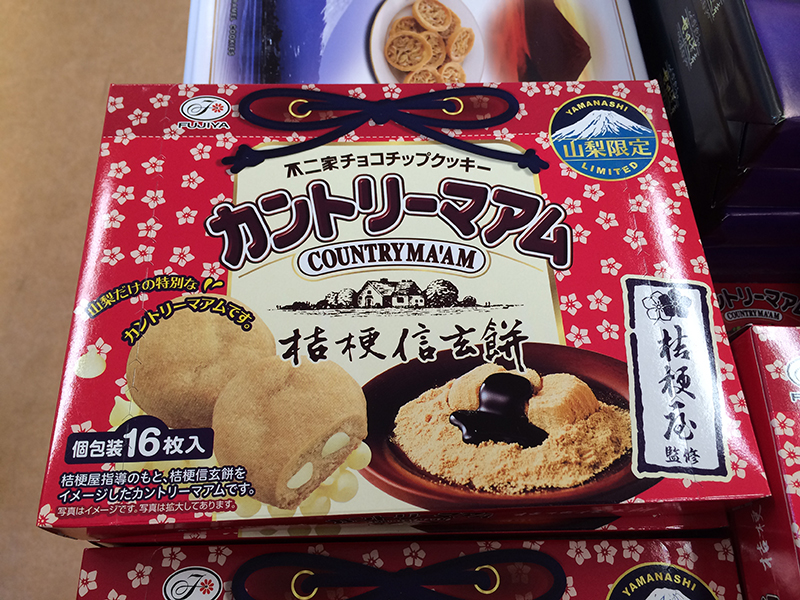 FUJIYA
YAMANASHI
山梨限定
LIMITED
不二家チョコチップクッキー
カントリーマアム
COUNTRY MA'AM
山梨だけの特別な
カントリーマアムです。
桔梗信玄餅
桔梗屋
監修
個包装16枚入
桔梗屋指導のもと、桔梗信玄餅を
イメージしたカントリーマアムです。
写真はイメージです。写真は拡大してあります。
ントリーマアム
COUNTRY MA'AM
FUJIYA
YAMANASHI